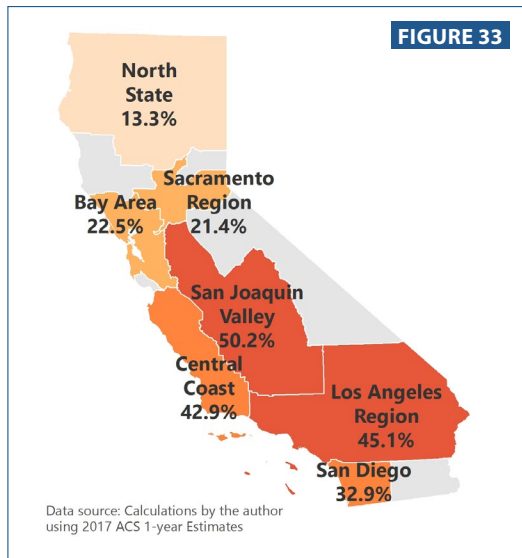 FIGURE 33
North
State
13.3%
Sacramento
Region
21.4%
Bay Area
22.5%
San Joaquin
Valley
50.2%
Central
Coast
42.9%
Los Angeles
Region
45.1%
San Diego
32.9%
Data source: Calculations by the author
using 2017 ACS 1-year Estimates